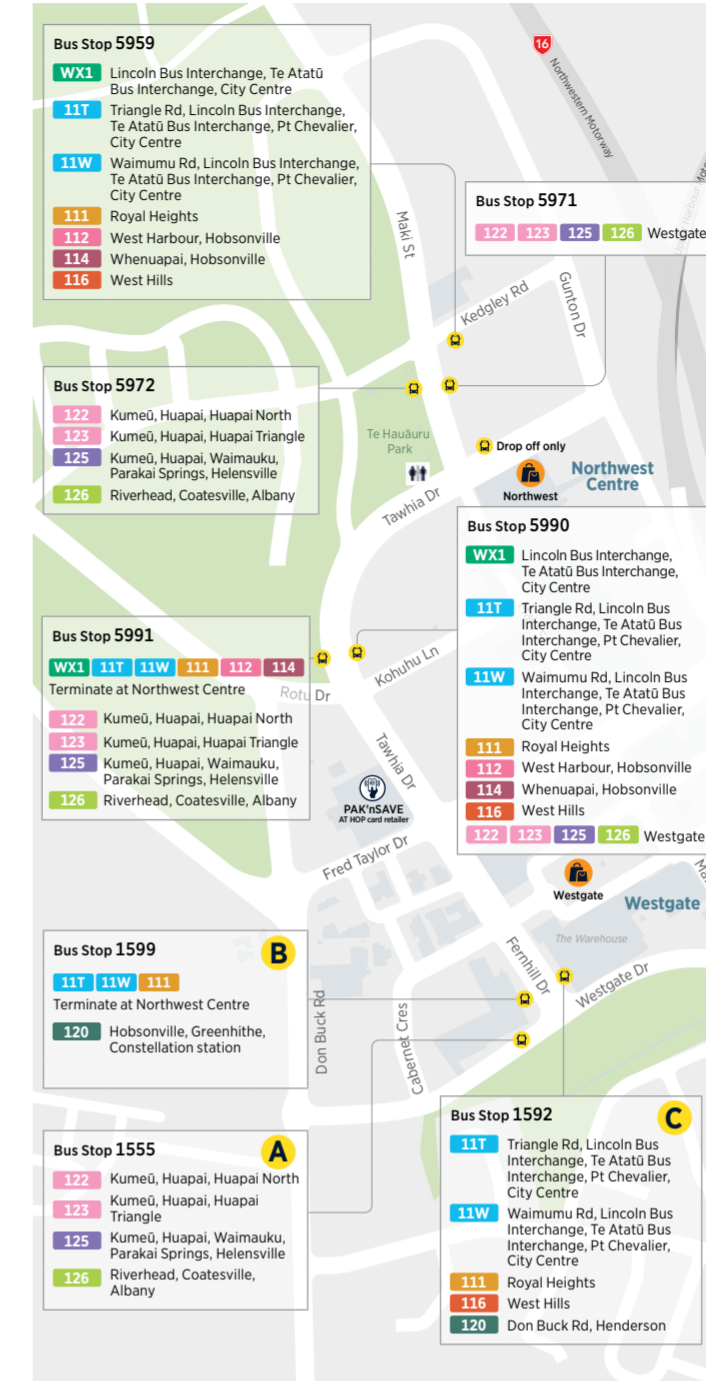 Bus Stop 5959
WX1 Lincoln Bus Interchange, Te Atatū
Bus Interchange, City Centre
11T Triangle Rd, Lincoln Bus Interchange,
Te Atatū Bus Interchange, Pt Chevalier,
City Centre
11W Waimumu Rd, Lincoln Bus Interchange,
Te Atatū Bus Interchange, Pt Chevalier,
City Centre
111 Royal Heights
112 West Harbour, Hobsonville
114 Whenuapai, Hobsonville
116 West Hills
16
Northwestern Motorway
Bus Stop 5971
122 123 125 126 Westgate
Maki St
Kedgley Rd
Gunton Dr
Bus Stop 5972
122 Kumeū, Huapai, Huapai North
123 Kumeū, Huapai, Huapai Triangle
125 Kumeū, Huapai, Waimauku,
Parakai Springs, Helensville
126 Riverhead, Coatesville, Albany
Te Hauāuru
Park
Tawhia Dr
Drop off only
Northwest
Northwest
Centre
Bus Stop 5990
WX1 Lincoln Bus Interchange,
Te Atatū Bus Interchange,
City Centre
11T Triangle Rd, Lincoln Bus
Interchange, Te Atatū Bus
Interchange, Pt Chevalier,
City Centre
11W Waimumu Rd, Lincoln Bus
Interchange, Te Atatū Bus
Interchange, Pt Chevalier,
City Centre
111 Royal Heights
112 West Harbour, Hobsonville
114 Whenuapai, Hobsonville
116 West Hills
122 123 125 126 Westgate
Bus Stop 5991
WX1 11T 11W 111 112 114
Terminate at Northwest Centre
122 Kumeū, Huapai, Huapai North
123 Kumeū, Huapai, Huapai Triangle
125 Kumeū, Huapai, Waimauku,
Parakai Springs, Helensville
126 Riverhead, Coatesville, Albany
Rotu Dr
Kohuhu Ln
Tawhia Dr
PAK'nSAVE
AT HOP card retailer
Fred Taylor Dr
Westgate
Westgate
The Warehouse
Fernhill Dr
Westgate Dr
Don Buck Rd
Cabernet Cres
Bus Stop 1599
B
11T 11W 111
Terminate at Northwest Centre
120 Hobsonville, Greenhithe,
Constellation station
Bus Stop 1555
A
122 Kumeū, Huapai, Huapai North
123 Kumeū, Huapai, Huapai
Triangle
125 Kumeū, Huapai, Waimauku,
Parakai Springs, Helensville
126 Riverhead, Coatesville,
Albany
Bus Stop 1592
C
11T Triangle Rd, Lincoln Bus
Interchange, Te Atatū Bus
Interchange, Pt Chevalier,
City Centre
11W Waimumu Rd, Lincoln Bus
Interchange, Te Atatū Bus
Interchange, Pt Chevalier,
City Centre
111 Royal Heights
116 West Hills
120 Don Buck Rd, Henderson